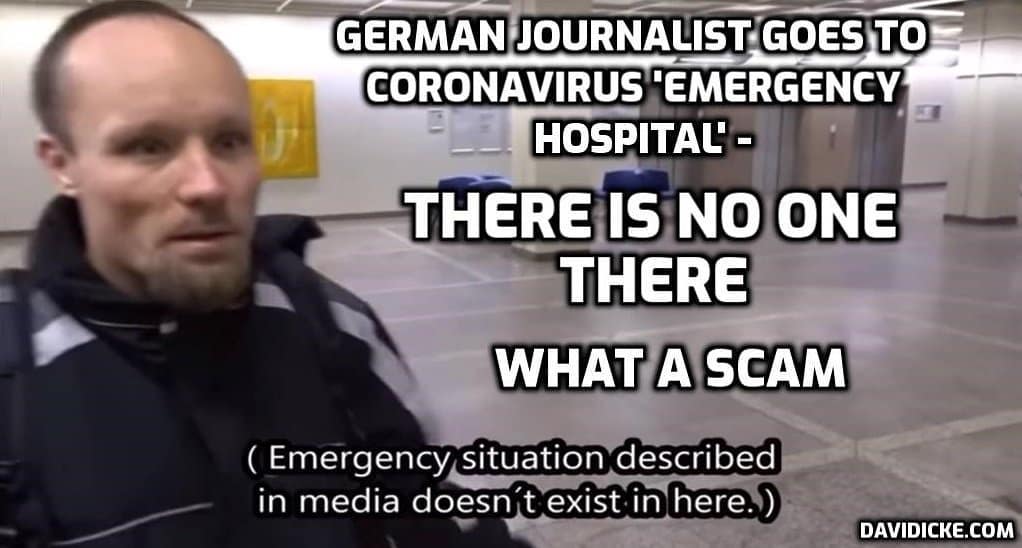 GERMAN JOURNALIST GOES TO
CORONAVIRUS 'EMERGENCY
HOSPITAL' -
THERE IS NO ONE
THERE
WHAT A SCAM
( Emergency situation described
in media doesn´t exist in here. )
DAVIDICKE.COM